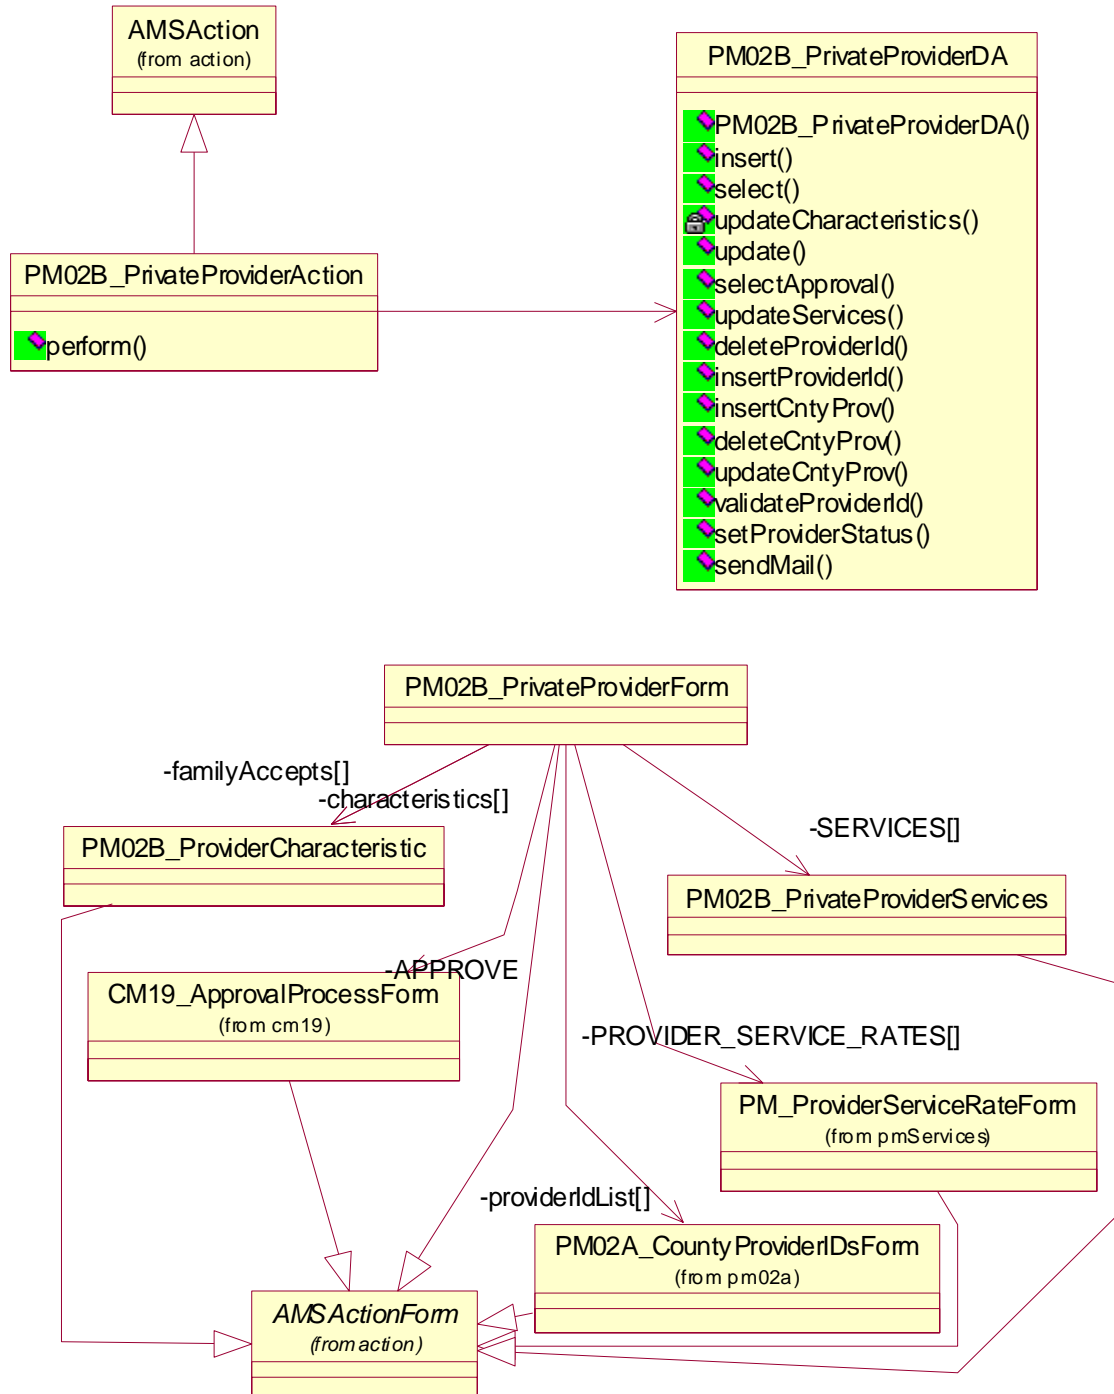 AMSAction
(from action)
PM02B_PrivateProviderDA
PM02B_PrivateProviderDA()
insert()
select()
updateCharacteristics()
update()
selectApproval()
updateServices()
deleteProviderId()
insertProviderId()
insertCntyProv()
deleteCntyProv()
updateCntyProv()
validateProviderId()
setProviderStatus()
sendMail()
PM02B_PrivateProviderAction
perform()
PM02B_PrivateProviderForm
-familyAccepts[]
-characteristics[]
PM02B_ProviderCharacteristic
-SERVICES[]
PM02B_PrivateProviderServices
-APPROVE
CM19_ApprovalProcessForm
(from cm19)
-PROVIDER_SERVICE_RATES[]
PM_ProviderServiceRateForm
(from pmServices)
-providerIdList[]
PM02A_CountyProviderIDsForm
(from pm02a)
AMSActionForm
(from action)